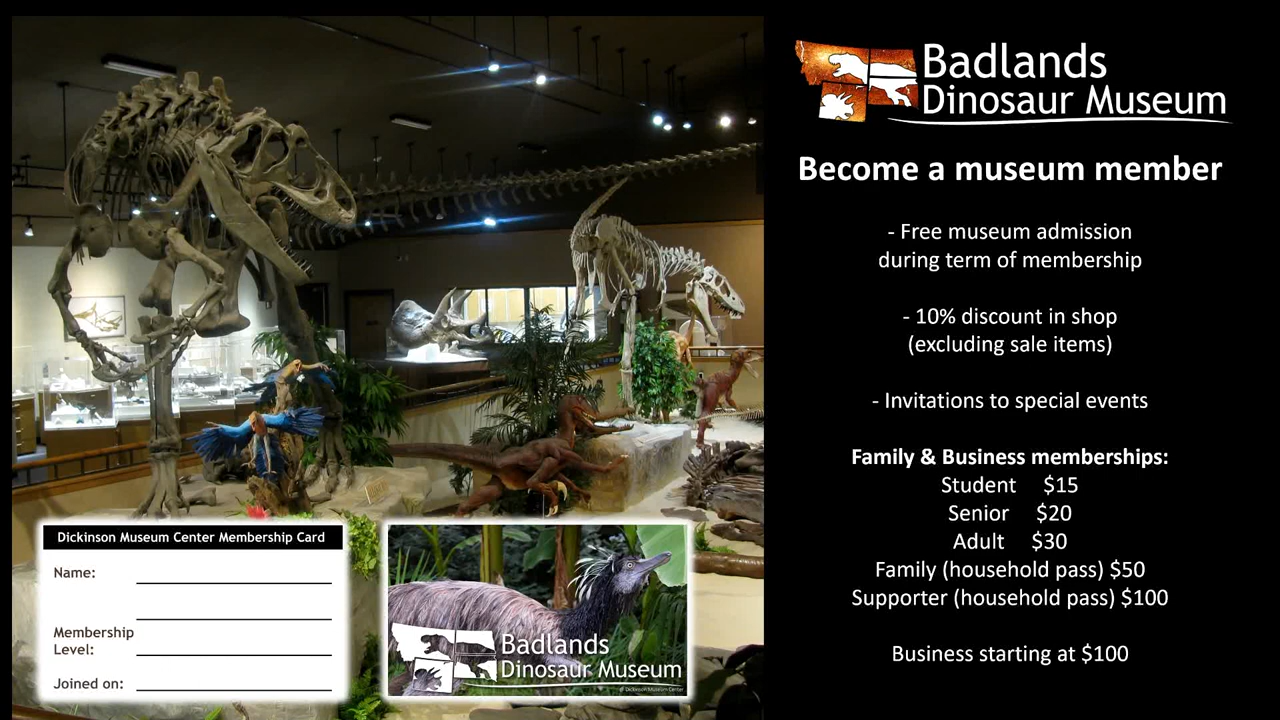 Badlands
Dinosaur Museum
Become a museum member
- Free museum admission
during term of membership
- 10% discount in shop
(excluding sale items)
- Invitations to special events
Family & Business memberships:
Student $15
Senior $20
Adult $30
Family (household pass) $50
Supporter (household pass) $100
Business starting at $100
Dickinson Museum Center Membership Card
Name:
Membership
Level:
Joined on:
Badlands
Dinosaur Museum
© Dickinson Museum Center